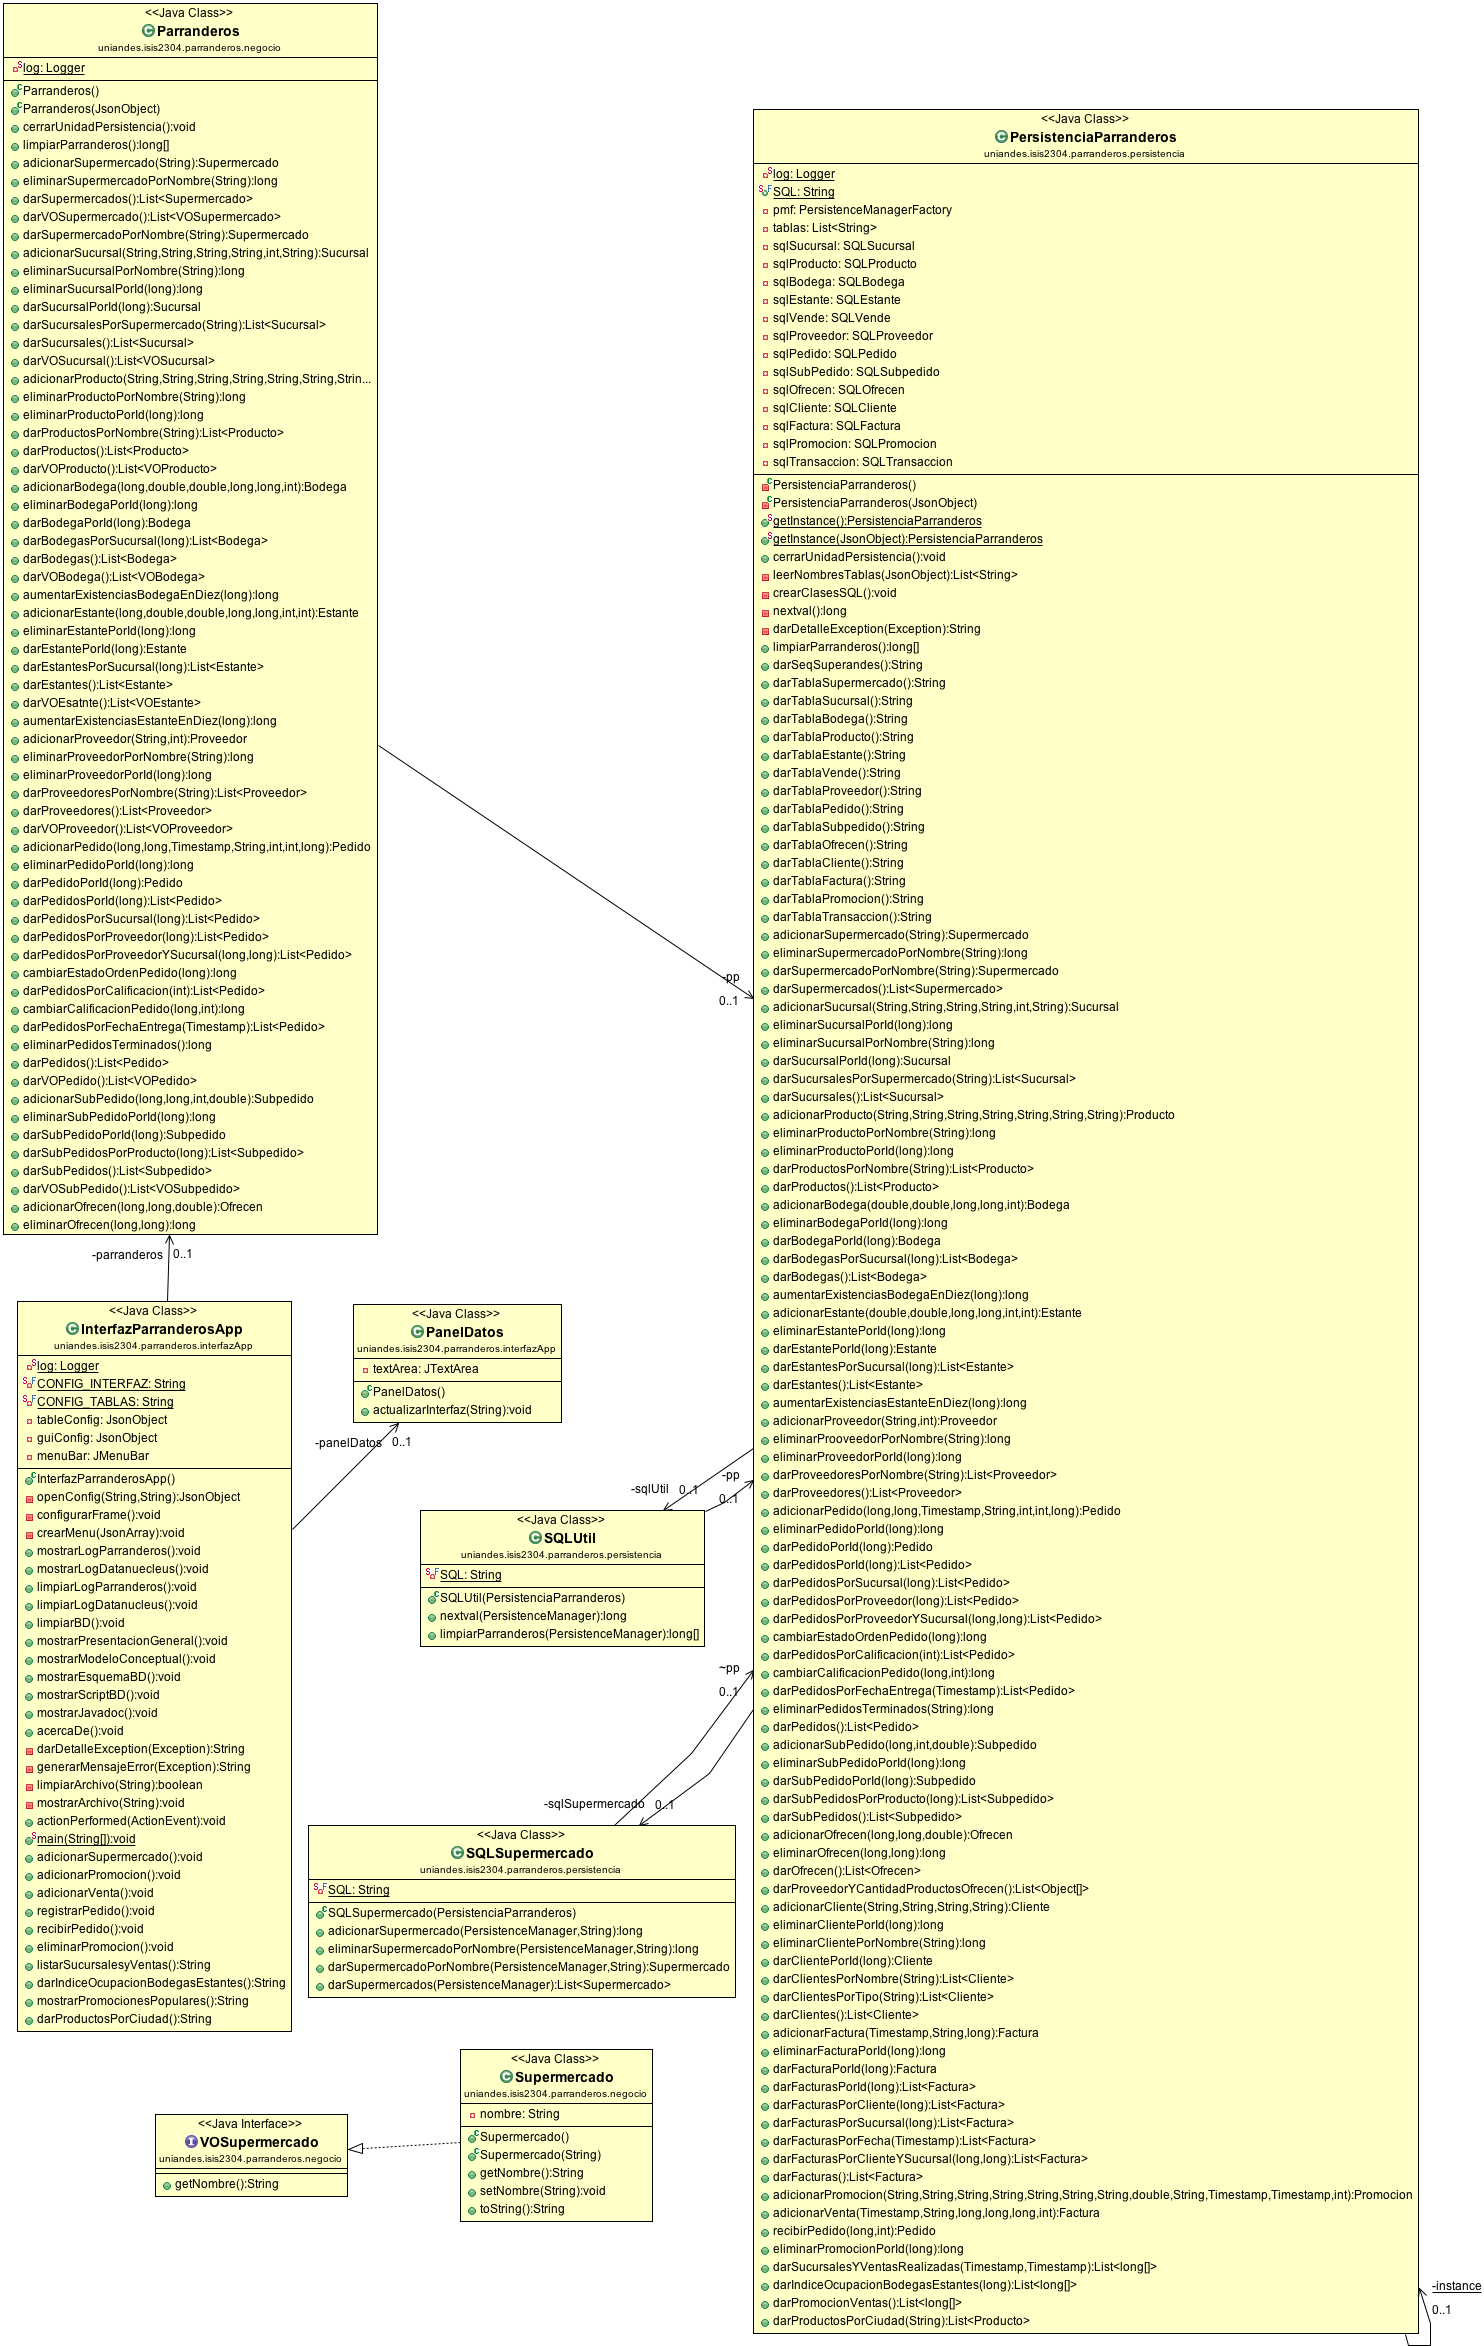 <<Java Class>>
Parranderos
uniandes.isis2304.parranderos.negocio
log: Logger
Parranderos()
Parranderos(JsonObject)
cerrarUnidadPersistencia():void
limpiarParranderos():long[]
adicionarSupermercado(String):Supermercado
eliminarSupermercadoPorNombre(String):long
darSupermercados():List<Supermercado>
darVOSupermercado():List<VOSupermercado>
darSupermercadoPorNombre(String):Supermercado
adicionarSucursal(String,String,String,String,int,String):Sucursal
eliminarSucursalPorNombre(String):long
eliminarSucursalPorId(long):long
darSucursalPorId(long):Sucursal
darSucursalesPorSupermercado(String):List<Sucursal>
darSucursales():List<Sucursal>
darVOSucursal():List<VOSucursal>
adicionarProducto(String,String,String,String,String,String,Strin...
eliminarProductoPorNombre(String):long
eliminarProductoPorId(long):long
darProductosPorNombre(String):List<Producto>
darProductos():List<Producto>
darVOProducto():List<VOProducto>
adicionarBodega(long,double,double,long,long,int):Bodega
eliminarBodegaPorId(long):long
darBodegaPorId(long):Bodega
darBodegasPorSucursal(long):List<Bodega>
darBodegas():List<Bodega>
darVOBodega():List<VOBodega>
aumentarExistenciasBodegaEnDiez(long):long
adicionarEstante(long,double,double,long,long,int,int):Estante
eliminarEstantePorId(long):long
darEstantePorId(long):Estante
darEstantesPorSucursal(long):List<Estante>
darEstantes():List<Estante>
darVOEsatnte():List<VOEstante>
aumentarExistenciasEstanteEnDiez(long):long
adicionarProveedor(String,int):Proveedor
eliminarProveedorPorNombre(String):long
eliminarProveedorPorId(long):long
darProveedoresPorNombre(String):List<Proveedor>
darProveedores():List<Proveedor>
darVOProveedor():List<VOProveedor>
adicionarPedido(long,long,Timestamp,String,int,int,long):Pedido
eliminarPedidoPorId(long):long
darPedidoPorId(long):Pedido
darPedidosPorId(long):List<Pedido>
darPedidosPorSucursal(long):List<Pedido>
darPedidosPorProveedor(long):List<Pedido>
darPedidosPorProveedorYSucursal(long,long):List<Pedido>
cambiarEstadoOrdenPedido(long):long
darPedidosPorCalificacion(int):List<Pedido>
cambiarCalificacionPedido(long,int):long
darPedidosPorFechaEntrega(Timestamp):List<Pedido>
eliminarPedidosTerminados():long
darPedidos():List<Pedido>
darVOPedido():List<VOPedido>
adicionarSubPedido(long,long,int,double):Subpedido
eliminarSubPedidoPorId(long):long
darSubPedidoPorId(long):Subpedido
darSubPedidosPorProducto(long):List<Subpedido>
darSubPedidos():List<Subpedido>
darVOSubPedido():List<VOSubpedido>
adicionarOfrecen(long,long,double):Ofrecen
eliminarOfrecen(long,long):long
-parranderos
0..1
-pp
0..1
<<Java Class>>
InterfazParranderosApp
uniandes.isis2304.parranderos.interfazApp
log: Logger
CONFIG_INTERFAZ: String
CONFIG_TABLAS: String
tableConfig: JsonObject
guiConfig: JsonObject
menuBar: JMenuBar
InterfazParranderosApp()
openConfig(String,String):JsonObject
configurarFrame():void
crearMenu(JsonArray):void
mostrarLogParranderos():void
mostrarLogDatanuecleus():void
limpiarLogParranderos():void
limpiarLogDatanucleus():void
limpiarBD():void
mostrarPresentacionGeneral():void
mostrarModeloConceptual():void
mostrarEsquemaBD():void
mostrarScriptBD():void
mostrarJavadoc():void
acercaDe():void
darDetalleException(Exception):String
generarMensajeError(Exception):String
limpiarArchivo(String):boolean
mostrarArchivo(String):void
actionPerformed(ActionEvent):void
main(String[]):void
adicionarSupermercado():void
adicionarPromocion():void
adicionarVenta():void
registrarPedido():void
recibirPedido():void
eliminarPromocion():void
listarSucursalesyVentas():String
darIndiceOcupacionBodegasEstantes():String
mostrarPromocionesPopulares():String
darProductosPorCiudad():String
<<Java Class>>
PanelDatos
uniandes.isis2304.parranderos.interfazApp
textArea: JTextArea
PanelDatos()
actualizarInterfaz(String):void
-panelDatos
0..1
-sqlUtil
0..1
-pp
0..1
<<Java Class>>
SQLUtil
uniandes.isis2304.parranderos.persistencia
SQL: String
SQLUtil(PersistenciaParranderos)
nextval(PersistenceManager):long
limpiarParranderos(PersistenceManager):long[]
~pp
0..1
-sqlSupermercado
0..1
<<Java Class>>
SQLSupermercado
uniandes.isis2304.parranderos.persistencia
SQL: String
SQLSupermercado(PersistenciaParranderos)
adicionarSupermercado(PersistenceManager,String):long
eliminarSupermercadoPorNombre(PersistenceManager,String):long
darSupermercadoPorNombre(PersistenceManager,String):Supermercado
darSupermercados(PersistenceManager):List<Supermercado>
<<Java Interface>>
VOSupermercado
uniandes.isis2304.parranderos.negocio
getNombre():String
<<Java Class>>
Supermercado
uniandes.isis2304.parranderos.negocio
nombre: String
Supermercado()
Supermercado(String)
getNombre():String
setNombre(String):void
toString():String
<<Java Class>>
PersistenciaParranderos
uniandes.isis2304.parranderos.persistencia
log: Logger
SQL: String
pmf: PersistenceManagerFactory
tablas: List<String>
sqlSucursal: SQLSucursal
sqlProducto: SQLProducto
sqlBodega: SQLBodega
sqlEstante: SQLEstante
sqlVende: SQLVende
sqlProveedor: SQLProveedor
sqlPedido: SQLPedido
sqlSubPedido: SQLSubpedido
sqlOfrecen: SQLOfrecen
sqlCliente: SQLCliente
sqlFactura: SQLFactura
sqlPromocion: SQLPromocion
sqlTransaccion: SQLTransaccion
PersistenciaParranderos()
PersistenciaParranderos(JsonObject)
getInstance():PersistenciaParranderos
getInstance(JsonObject):PersistenciaParranderos
cerrarUnidadPersistencia():void
leerNombresTablas(JsonObject):List<String>
crearClasesSQL():void
nextval():long
darDetalleException(Exception):String
limpiarParranderos():long[]
darSeqSuperandes():String
darTablaSupermercado():String
darTablaSucursal():String
darTablaBodega():String
darTablaProducto():String
darTablaEstante():String
darTablaVende():String
darTablaProveedor():String
darTablaPedido():String
darTablaSubpedido():String
darTablaOfrecen():String
darTablaCliente():String
darTablaFactura():String
darTablaPromocion():String
darTablaTransaccion():String
adicionarSupermercado(String):Supermercado
eliminarSupermercadoPorNombre(String):long
darSupermercadoPorNombre(String):Supermercado
darSupermercados():List<Supermercado>
adicionarSucursal(String,String,String,String,int,String):Sucursal
eliminarSucursalPorId(long):long
eliminarSucursalPorNombre(String):long
darSucursalPorId(long):Sucursal
darSucursalesPorSupermercado(String):List<Sucursal>
darSucursales():List<Sucursal>
adicionarProducto(String,String,String,String,String,String,String):Producto
eliminarProductoPorNombre(String):long
eliminarProductoPorId(long):long
darProductosPorNombre(String):List<Producto>
darProductos():List<Producto>
adicionarBodega(double,double,long,long,int):Bodega
eliminarBodegaPorId(long):long
darBodegaPorId(long):Bodega
darBodegasPorSucursal(long):List<Bodega>
darBodegas():List<Bodega>
aumentarExistenciasBodegaEnDiez(long):long
adicionarEstante(double,double,long,long,int,int):Estante
eliminarEstantePorId(long):long
darEstantePorId(long):Estante
darEstantesPorSucursal(long):List<Estante>
darEstantes():List<Estante>
aumentarExistenciasEstanteEnDiez(long):long
adicionarProveedor(String,int):Proveedor
eliminarProoveedorPorNombre(String):long
eliminarProveedorPorId(long):long
darProveedoresPorNombre(String):List<Proveedor>
darProveedores():List<Proveedor>
adicionarPedido(long,long,Timestamp,String,int,int,long):Pedido
eliminarPedidoPorId(long):long
darPedidoPorId(long):Pedido
darPedidosPorId(long):List<Pedido>
darPedidosPorSucursal(long):List<Pedido>
darPedidosPorProveedor(long):List<Pedido>
darPedidosPorProveedorYSucursal(long,long):List<Pedido>
cambiarEstadoOrdenPedido(long):long
darPedidosPorCalificacion(int):List<Pedido>
cambiarCalificacionPedido(long,int):long
darPedidosPorFechaEntrega(Timestamp):List<Pedido>
eliminarPedidosTerminados(String):long
darPedidos():List<Pedido>
adicionarSubPedido(long,int,double):Subpedido
eliminarSubPedidoPorId(long):long
darSubPedidoPorId(long):Subpedido
darSubPedidosPorProducto(long):List<Subpedido>
darSubPedidos():List<Subpedido>
adicionarOfrecen(long,long,double):Ofrecen
eliminarOfrecen(long,long):long
darOfrecen():List<Ofrecen>
darProveedorYCantidadProductosOfrecen():List<Object[]>
adicionarCliente(String,String,String,String):Cliente
eliminarClientePorId(long):long
eliminarClientePorNombre(String):long
darClientePorId(long):Cliente
darClientesPorNombre(String):List<Cliente>
darClientesPorTipo(String):List<Cliente>
darClientes():List<Cliente>
adicionarFactura(Timestamp,String,long):Factura
eliminarFacturaPorId(long):long
darFacturaPorId(long):Factura
darFacturasPorId(long):List<Factura>
darFacturasPorCliente(long):List<Factura>
darFacturasPorSucursal(long):List<Factura>
darFacturasPorFecha(Timestamp):List<Factura>
darFacturasPorClienteYSucursal(long,long):List<Factura>
darFacturas():List<Factura>
adicionarPromocion(String,String,String,String,String,String,String,double,String,Timestamp,Timestamp,int):Promocion
adicionarVenta(Timestamp,String,long,long,long,int):Factura
recibirPedido(long,int):Pedido
eliminarPromocionPorId(long):long
darSucursalesYVentasRealizadas(Timestamp,Timestamp):List<long[]>
darIndiceOcupacionBodegasEstantes(long):List<long[]>
darPromocionVentas():List<long[]>
darProductosPorCiudad(String):List<Producto>
-instance
0..1